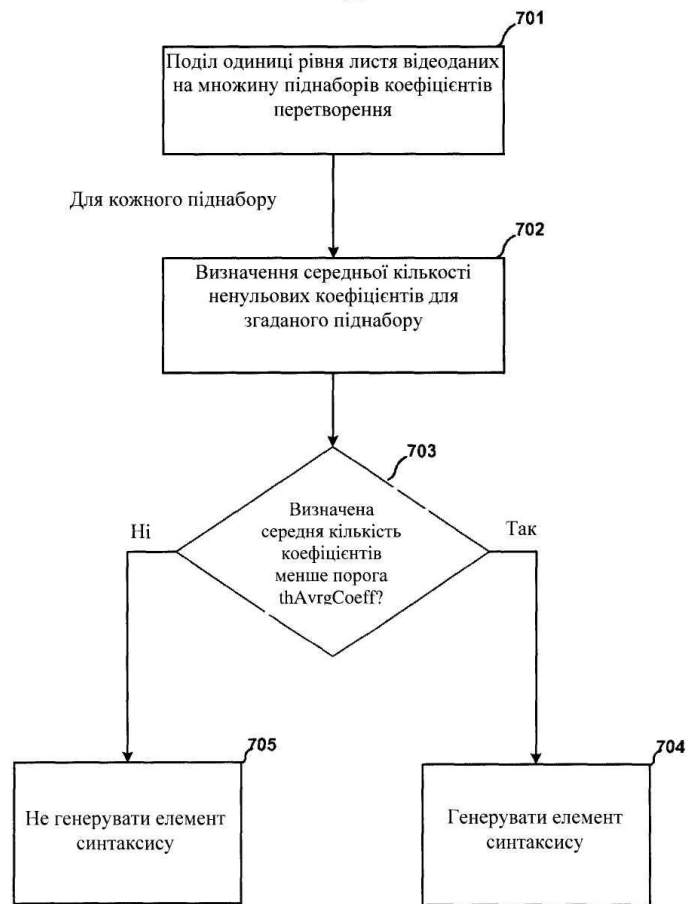 701
Поділ одиниці рівня листя відеоданих
на множину піднаборів коефіцієнтів
перетворення
Для кожного піднабору
702
Визначення середньої кількості
ненульових коефіцієнтів для
згаданого піднабору
703
Визначена
середня кількість
коефіцієнтів
менше порога
thAvrgCoeff?
Ні
Так
705
Не генерувати елемент
синтаксису
704
Генерувати елемент
синтаксису